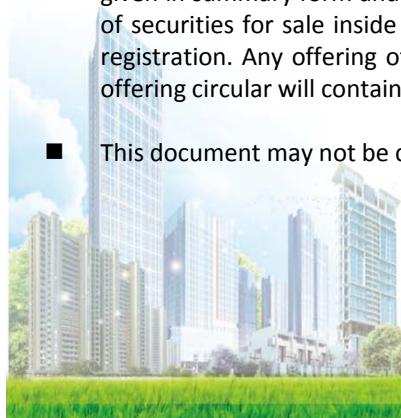 given in summary form and
of securities for sale inside
registration. Any offering of
offering circular will contain
■ This document may not be